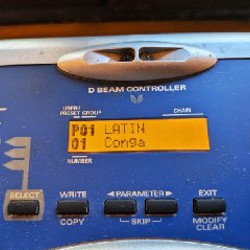 D BEAM CONTROLLER
USER/
PRESET GROUP
CHAIN
P01 LATIN
01 Conga
NUMBER
SELECT
WRITE
COPY
◀ PARAMETER ▶
SKIP
EXIT
MODIFY
CLEAR